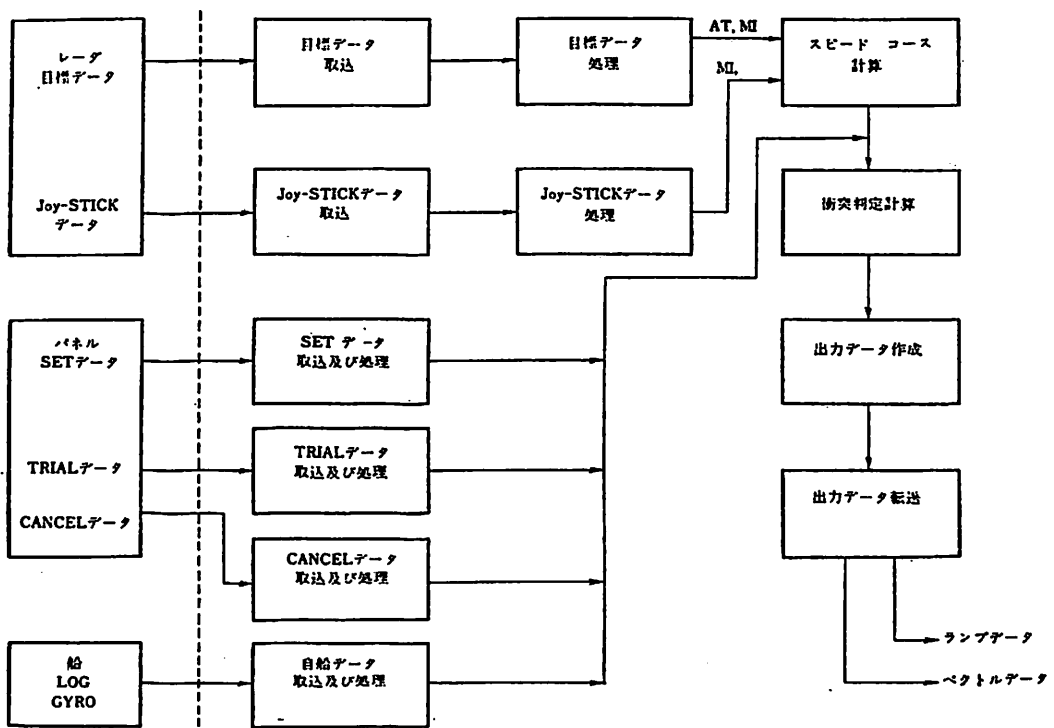 レーダ
目標データ
Joy-STICK
データ
目標データ
取込
目標データ
処理
AT, MI
MI,
スピード コース
計算
Joy-STICKデータ
取込
Joy-STICKデータ
処理
衝突判定計算
パネル
SETデータ
TRIALデータ
CANCELデータ
SET データ
取込及び処理
TRIALデータ
取込及び処理
CANCELデータ
取込及び処理
出力データ作成
出力データ転送
船
LOG
GYRO
自船データ
取込及び処理
ランプデータ
ベクトルデータ